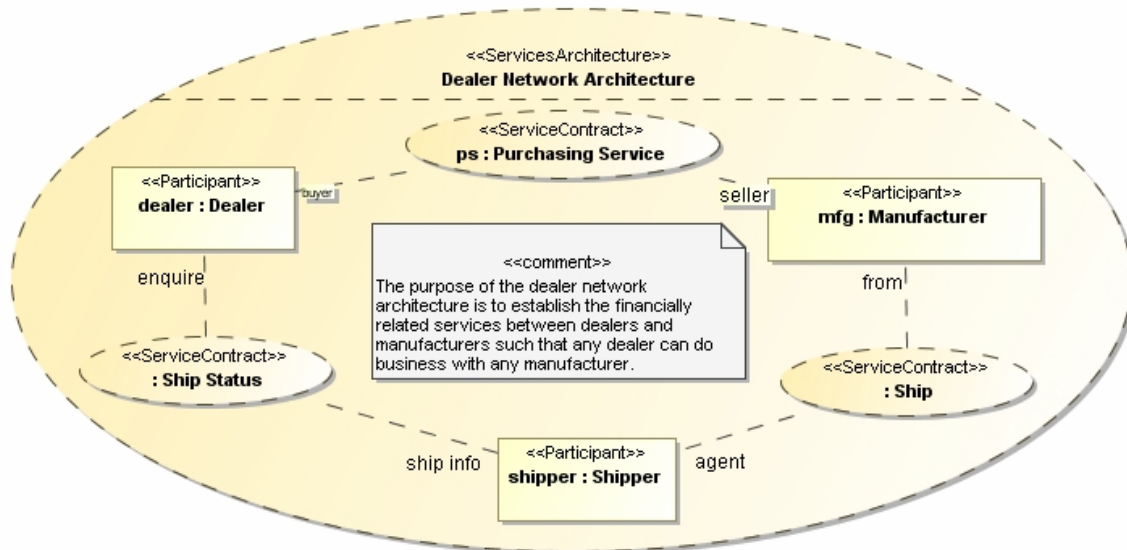 <<ServicesArchitecture>>
Dealer Network Architecture
<<ServiceContract>>
ps : Purchasing Service
<<Participant>>
dealer : Dealer
buyer
seller
<<Participant>>
mfg : Manufacturer
<<comment>>
The purpose of the dealer network
architecture is to establish the financially
related services between dealers and
manufacturers such that any dealer can do
business with any manufacturer.
enquire
from
<<ServiceContract>>
: Ship Status
<<ServiceContract>>
: Ship
ship info
<<Participant>>
shipper : Shipper
agent